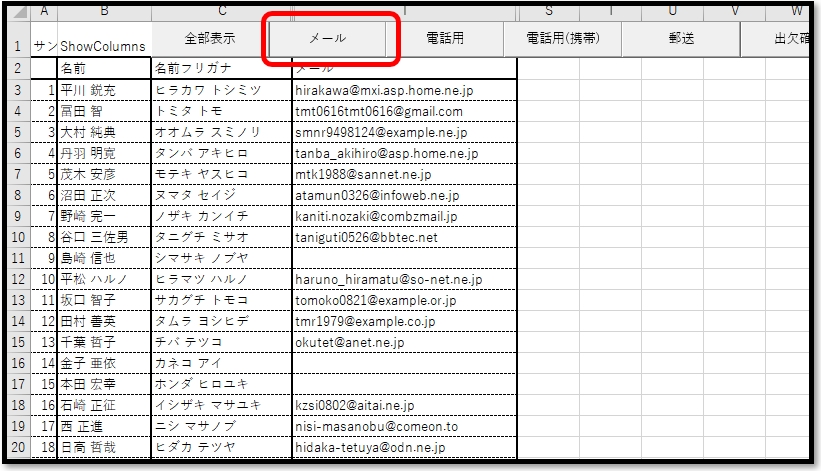 A B C I S T U V W
1 サン ShowColumns 全部表示 メール 電話用 電話用(携帯) 郵送 出欠確
2 名前 名前フリガナ メール
3 1 平川 鋭充 ヒラカワ トシミツ hirakawa@mxi.asp.home.ne.jp
4 2 冨田 智 トミタ トモ tmt0616tmt0616@gmail.com
5 3 大村 純典 オオムラ スミノリ smnr9498124@example.ne.jp
6 4 丹羽 明寛 タンバ アキヒロ tanba_akihiro@asp.home.ne.jp
7 5 茂木 安彦 モテキ ヤスヒコ mtk1988@sannet.ne.jp
8 6 沼田 正次 ヌマタ セイジ atamun0326@infoweb.ne.jp
9 7 野崎 完一 ノザキ カンイチ kaniti.nozaki@combzmail.jp
10 8 谷口 三佐男 タニグチ ミサオ taniguti0526@bbtec.net
11 9 島崎 信也 シマサキ ノブヤ
12 10 平松 ハルノ ヒラマツ ハルノ haruno_hiramatu@so-net.ne.jp
13 11 坂口 智子 サカグチ トモコ tomoko0821@example.or.jp
14 12 田村 善英 タムラ ヨシヒデ tmr1979@example.co.jp
15 13 千葉 哲子 チバ テツコ okutet@anet.ne.jp
16 14 金子 亜依 カネコ アイ
17 15 本田 宏幸 ホンダ ヒロユキ
18 16 石崎 正征 イシザキ マサユキ kzsi0802@aitai.ne.jp
19 17 西 正進 ニシ マサノブ nisi-masanobu@comeon.to
20 18 日高 哲哉 ヒダカ テツヤ hidaka-tetuya@odn.ne.jp